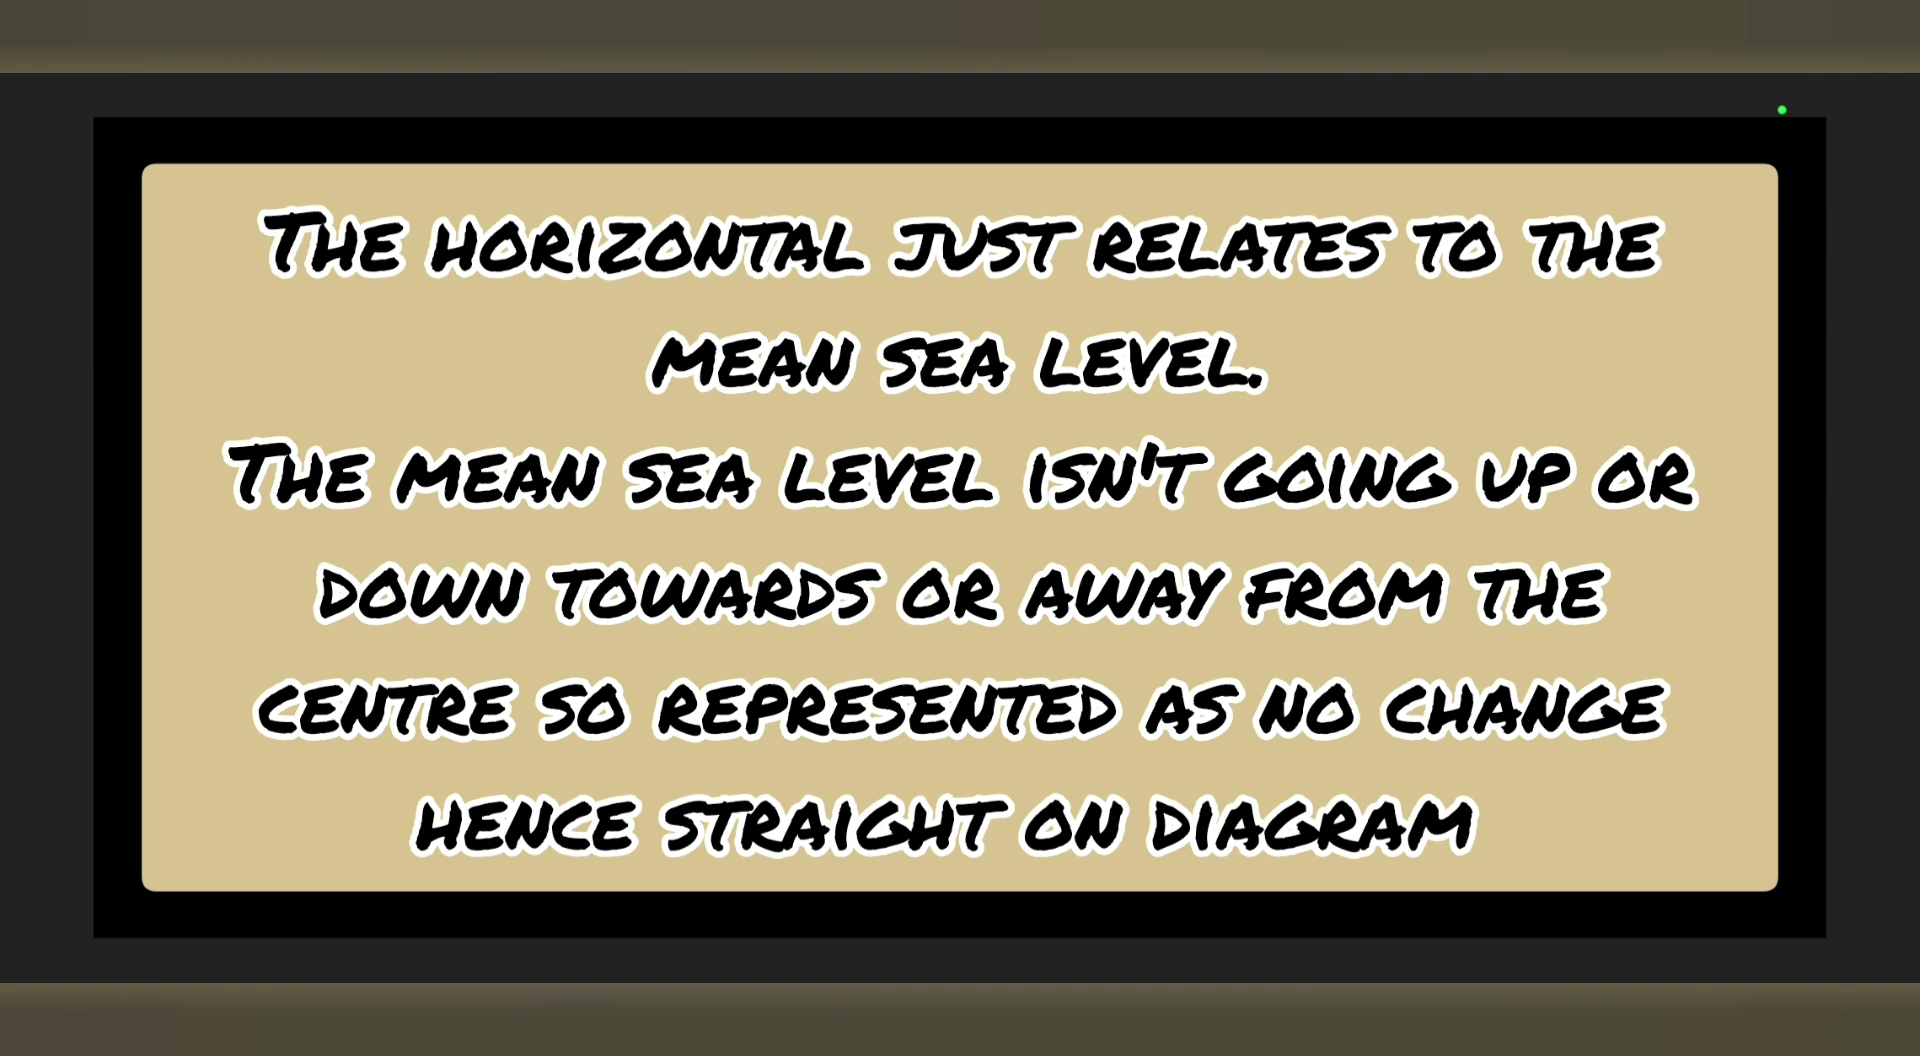 The horizontal just relates to the
mean sea level.
The mean sea level isn't going up or
down towards or away from the
centre so represented as no change
hence straight on diagram